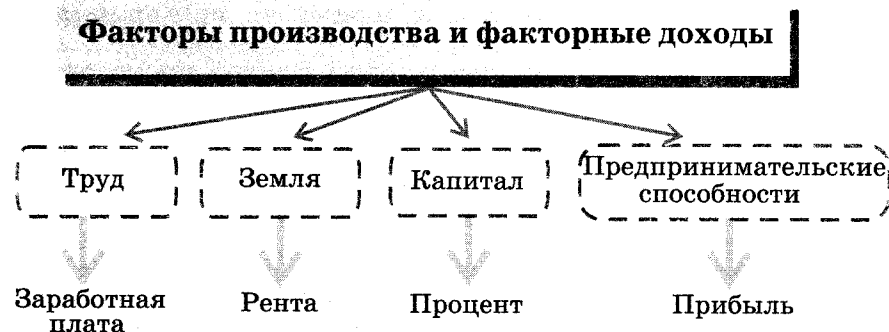 Факторы производства и факторные доходы
Труд
Земля
Капитал
Предпринимательские
способности
Заработная
плата
Рента
Процент
Прибыль